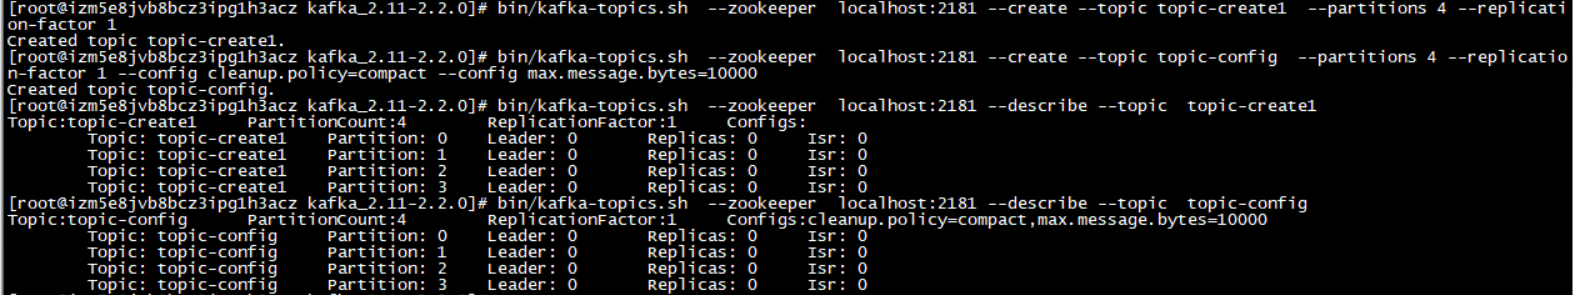 [root@izm5e8jvb8bcz3ipg1h3acz kafka_2.11-2.2.0]# bin/kafka-topics.sh  --zookeeper   localhost:2181 --create --topic topic-create1  --partitions 4 --replicati
on-factor 1
Created topic topic-create1.
[root@izm5e8jvb8bcz3ipg1h3acz kafka_2.11-2.2.0]# bin/kafka-topics.sh  --zookeeper   localhost:2181 --create --topic topic-config  --partitions 4 --replicatio
n-factor 1 --config cleanup.policy=compact --config max.message.bytes=10000
Created topic topic-config.
[root@izm5e8jvb8bcz3ipg1h3acz kafka_2.11-2.2.0]# bin/kafka-topics.sh  --zookeeper   localhost:2181 --describe --topic  topic-create1
Topic:topic-create1     PartitionCount:4        ReplicationFactor:1     Configs:
        Topic: topic-create1    Partition: 0    Leader: 0       Replicas: 0     Isr: 0
        Topic: topic-create1    Partition: 1    Leader: 0       Replicas: 0     Isr: 0
        Topic: topic-create1    Partition: 2    Leader: 0       Replicas: 0     Isr: 0
        Topic: topic-create1    Partition: 3    Leader: 0       Replicas: 0     Isr: 0
[root@izm5e8jvb8bcz3ipg1h3acz kafka_2.11-2.2.0]# bin/kafka-topics.sh  --zookeeper   localhost:2181 --describe --topic  topic-config
Topic:topic-config      PartitionCount:4        ReplicationFactor:1     Configs:cleanup.policy=compact,max.message.bytes=10000
        Topic: topic-config     Partition: 0    Leader: 0       Replicas: 0     Isr: 0
        Topic: topic-config     Partition: 1    Leader: 0       Replicas: 0     Isr: 0
        Topic: topic-config     Partition: 2    Leader: 0       Replicas: 0     Isr: 0
        Topic: topic-config     Partition: 3    Leader: 0       Replicas: 0     Isr: 0